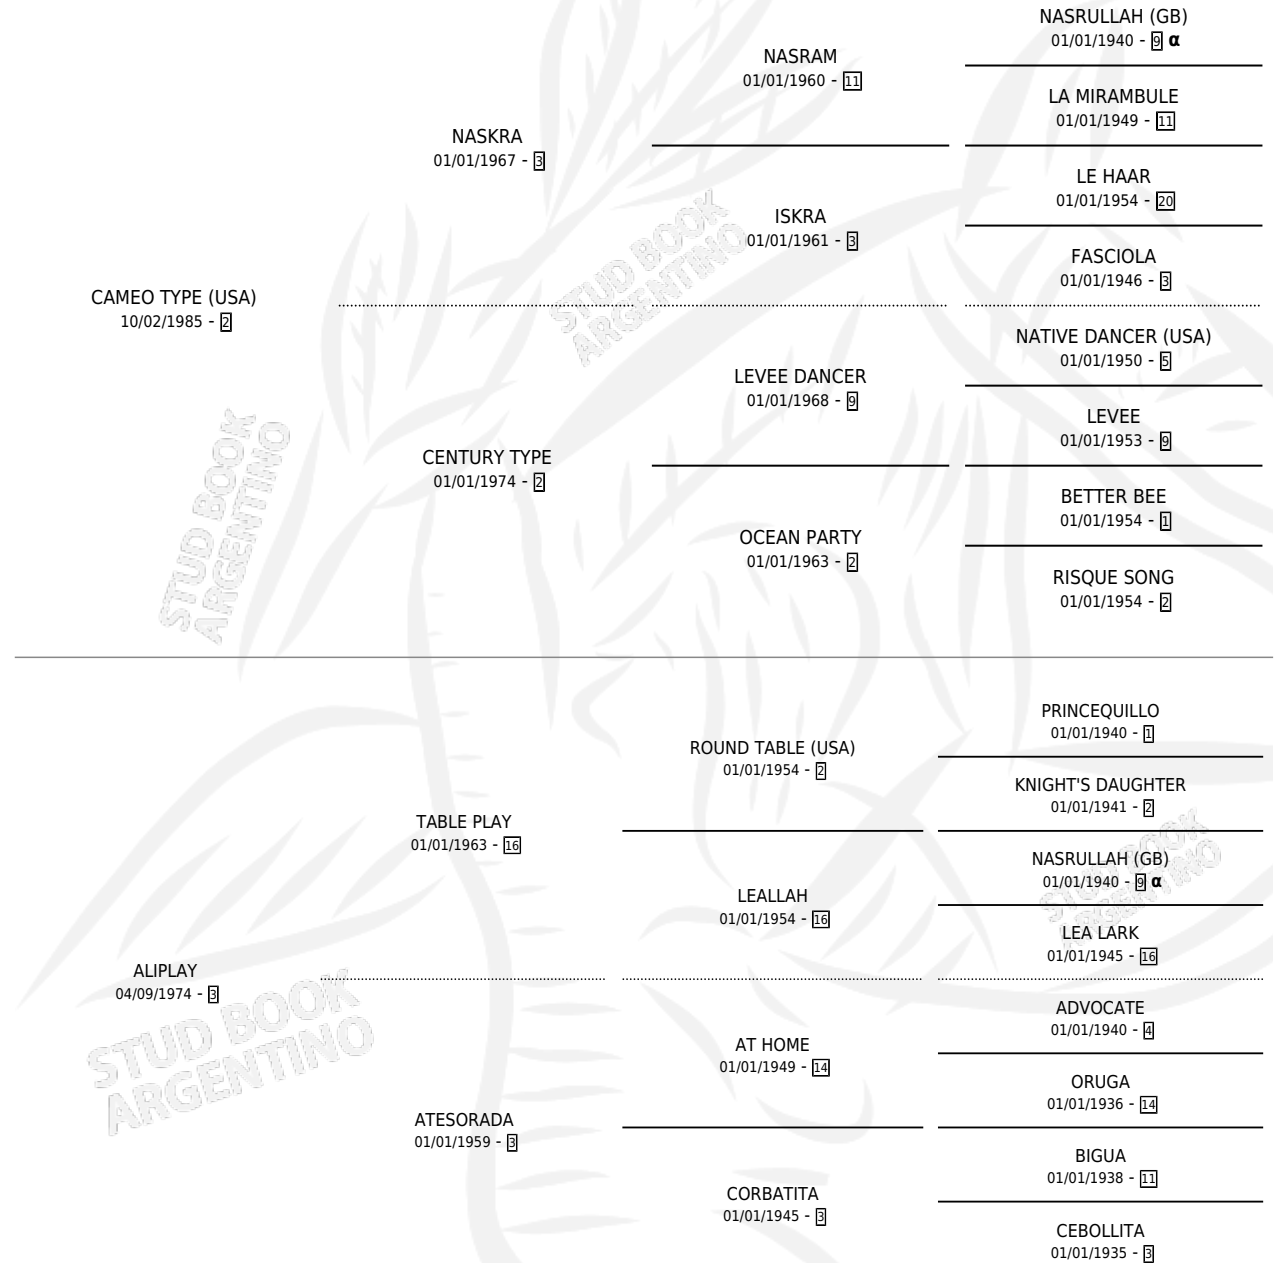 NASRULLAH (GB)
01/01/1940 - 9 α
NASRAM
01/01/1960 - 11
LA MIRAMBULE
01/01/1949 - 11
NASKRA
01/01/1967 - 3
LE HAAR
01/01/1954 - 20
ISKRA
01/01/1961 - 3
FASCIOLA
01/01/1946 - 3
CAMEO TYPE (USA)
10/02/1985 - 2
NATIVE DANCER (USA)
01/01/1950 - 5
LEVEE DANCER
01/01/1968 - 9
LEVEE
01/01/1953 - 9
CENTURY TYPE
01/01/1974 - 2
BETTER BEE
01/01/1954 - 1
OCEAN PARTY
01/01/1963 - 2
RISQUE SONG
01/01/1954 - 2
PRINCEQUILLO
01/01/1940 - 1
ROUND TABLE (USA)
01/01/1954 - 2
KNIGHT'S DAUGHTER
01/01/1941 - 2
TABLE PLAY
01/01/1963 - 16
NASRULLAH (GB)
01/01/1940 - 9 α
LEALLAH
01/01/1954 - 16
LEA LARK
01/01/1945 - 16
ALIPLAY
04/09/1974 - 3
ADVOCATE
01/01/1940 - 4
AT HOME
01/01/1949 - 14
ORUGA
01/01/1936 - 14
ATESORADA
01/01/1959 - 3
BIGUA
01/01/1938 - 11
CORBATITA
01/01/1945 - 3
CEBOLLITA
01/01/1935 - 3
STUD BOOK
ARGENTINO
STUD BOOK
ARGENTINO
STUD BOOK
ARGENTINO
STUD BOOK
ARGENTINO